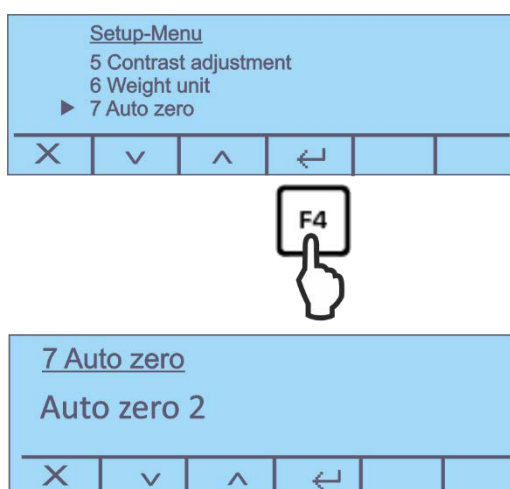 Setup-Menu
5 Contrast adjustment
6 Weight unit
7 Auto zero
F4
7 Auto zero
Auto zero 2